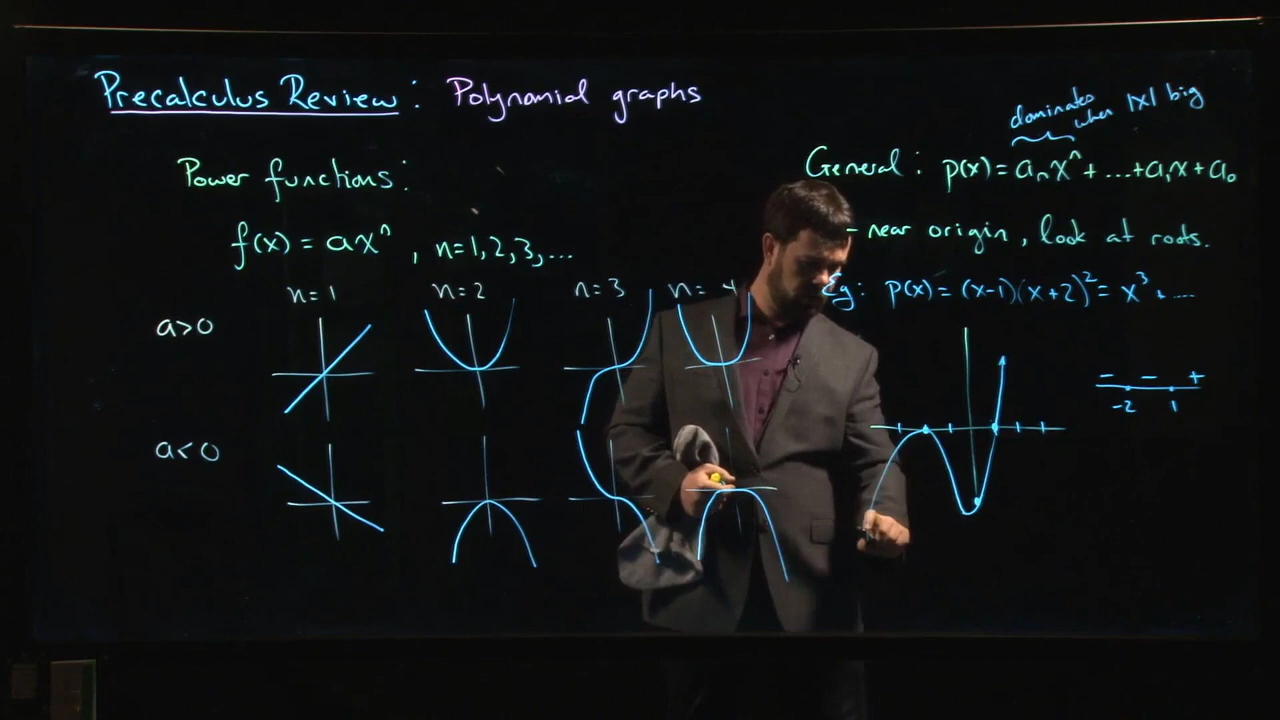 Precalculus Review: Polynomial graphs
Power functions:
f(x) = axⁿ, n=1,2,3,...
n=1 n=2 n=3 n=4
a>0
a<0
dominates when |x| big
General: p(x) = aₙxⁿ + ... + a₁x + a₀
- near origin, look at roots.
Eg: p(x) = (x-1)(x+2)² = x³ + ....
- - +
-2 1